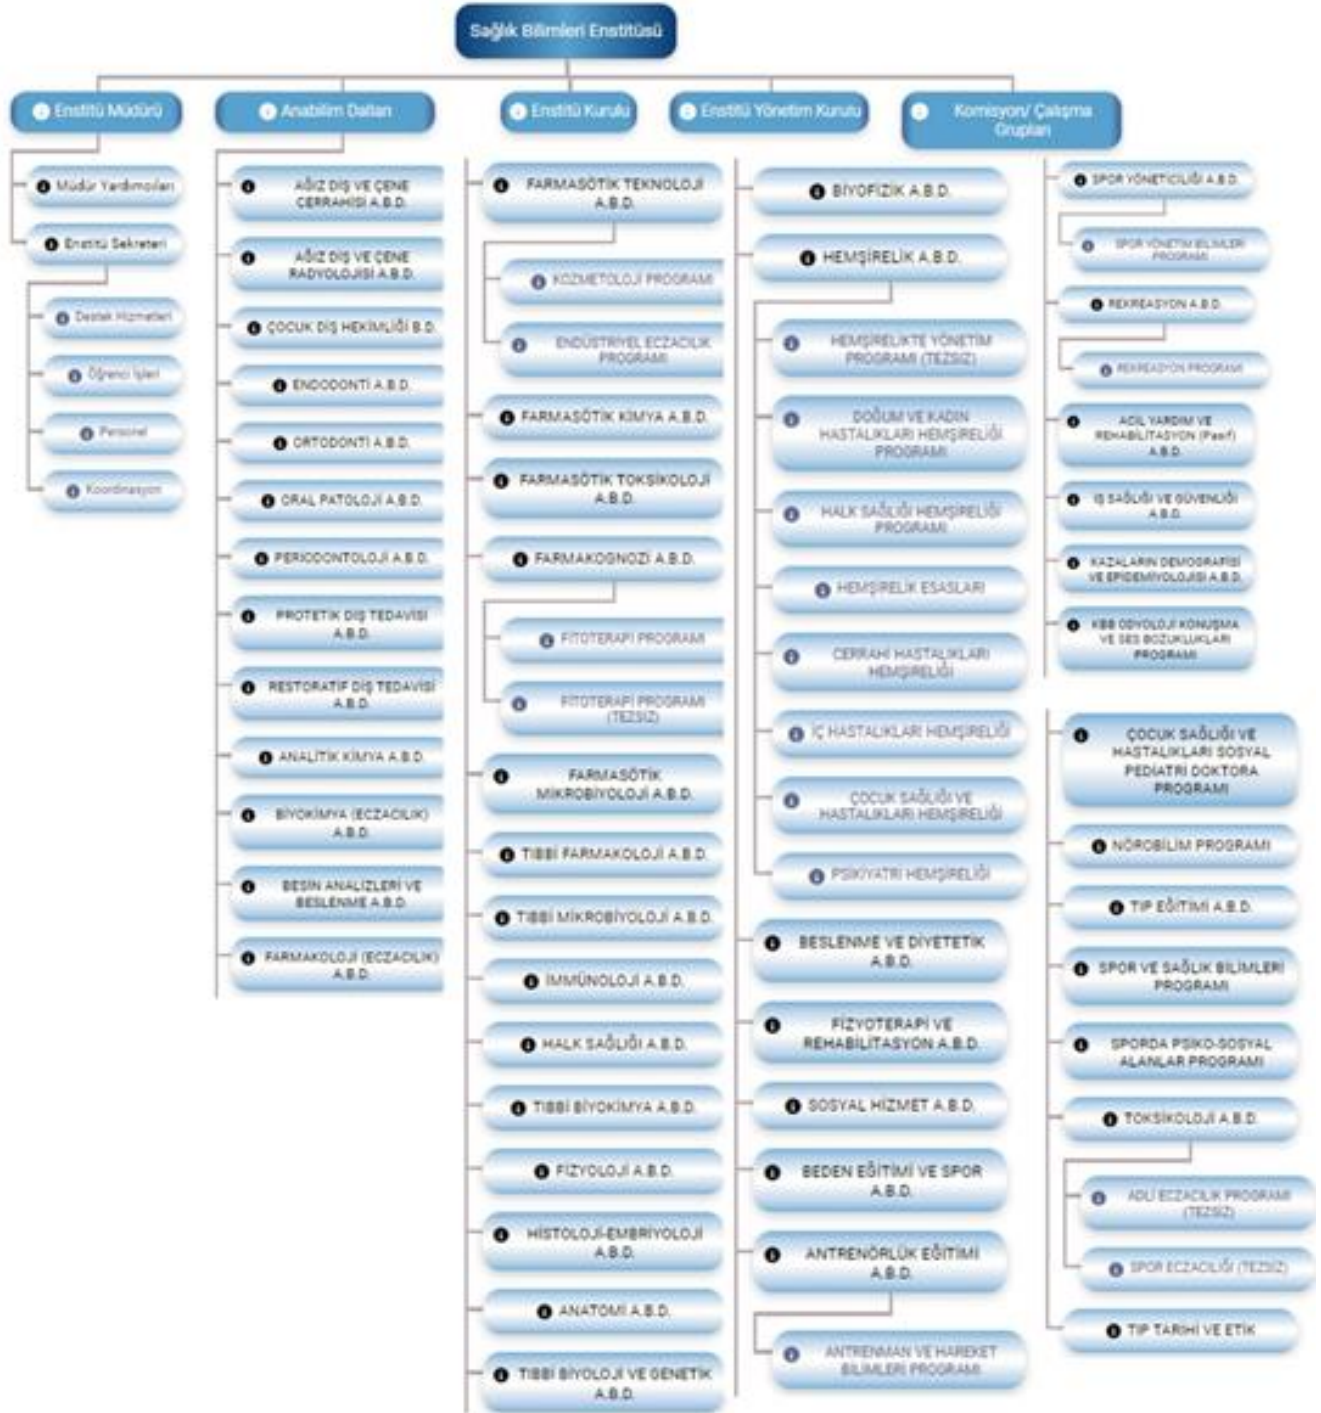 Sağlık Bilimleri Enstitüsü
Enstitü Müdürü
Anabilim Dalları
Enstitü Kurulu
Enstitü Yönetim Kurulu
Komisyon/ Çalışma
Grupları
Müdür Yardımcıları
Enstitü Sekreteri
Destek Hizmetleri
Öğrenci İşleri
Personel
Koordinasyon
AĞIZ DİŞ VE ÇENE
CERRAHİSİ A.B.D.
AĞIZ DİŞ VE ÇENE
RADYOLOJİSİ A.B.D.
ÇOCUK DİŞ HEKİMLİĞİ B.D.
ENDODONTİ A.B.D.
ORTODONTİ A.B.D.
ORAL PATOLOJİ A.B.D.
PERİODONTOLOJİ A.B.D.
PROTETİK DİŞ TEDAVİSİ
A.B.D.
RESTORATİF DİŞ TEDAVİSİ
A.B.D.
ANALİTİK KİMYA A.B.D.
BİYOKİMYA (ECZACILIK)
A.B.D.
BESİN ANALİZLERİ VE
BESLENME A.B.D.
FARMAKOLOJİ (ECZACILIK)
A.B.D.
FARMASÖTİK TEKNOLOJİ
A.B.D.
KOZMETOLOJİ PROGRAMI
ENDÜSTRİYEL ECZACILIK
PROGRAMI
FARMASÖTİK KİMYA A.B.D.
FARMASÖTİK TOKSİKOLOJİ
A.B.D.
FARMAKOGNOZİ A.B.D.
FİTOTERAPİ PROGRAMI
FİTOTERAPİ PROGRAMI
(TEZSİZ)
FARMASÖTİK
MİKROBİYOLOJİ A.B.D.
TIBBİ FARMAKOLOJİ A.B.D.
TIBBİ MİKROBİYOLOJİ A.B.D.
İMMÜNOLOJİ A.B.D.
HALK SAĞLIĞI A.B.D.
TIBBİ BİYOKİMYA A.B.D.
FİZYOLOJİ A.B.D.
HİSTOLOJİ-EMBRİYOLOJİ
A.B.D.
ANATOMİ A.B.D.
TIBBİ BİYOLOJİ VE GENETİK
A.B.D.
BİYOFİZİK A.B.D.
HEMŞİRELİK A.B.D.
HEMŞİRELİKTE YÖNETİM
PROGRAMI (TEZSİZ)
DOĞUM VE KADIN
HASTALIKLARI HEMŞİRELİĞİ
PROGRAMI
HALK SAĞLIĞI HEMŞİRELİĞİ
PROGRAMI
HEMŞİRELİK ESASLARI
CERRAHİ HASTALIKLARI
HEMŞİRELİĞİ
İÇ HASTALIKLARI HEMŞİRELİĞİ
ÇOCUK SAĞLIĞI VE
HASTALIKLARI HEMŞİRELİĞİ
PSİKİYATRİ HEMŞİRELİĞİ
BESLENME VE DİYETETİK
A.B.D.
FİZYOTERAPİ VE
REHABİLİTASYON A.B.D.
SOSYAL HİZMET A.B.D.
BEDEN EĞİTİMİ VE SPOR
A.B.D.
ANTRENÖRLÜK EĞİTİMİ
A.B.D.
ANTRENMAN VE HAREKET
BİLİMLERİ PROGRAMI
SPOR YÖNETİCİLİĞİ A.B.D.
SPOR YÖNETİM BİLİMLERİ
PROGRAMI
REKREASYON A.B.D.
REKREASYON PROGRAMI
ACİL YARDIM VE
REHABİLİTASYON (Pasif)
A.B.D.
İŞ SAĞLIĞI VE GÜVENLİĞİ
A.B.D.
KAZALARIN DEMOGRAFİSİ
VE EPİDEMİYOLOJİSİ A.B.D.
KBB ODYOLOJİ KONUŞMA
VE SES BOZUKLUKLARI
PROGRAMI
ÇOCUK SAĞLIĞI VE
HASTALIKLARI SOSYAL
PEDİATRİ DOKTORA
PROGRAMI
NÖROBİLİM PROGRAMI
TIP EĞİTİMİ A.B.D.
SPOR VE SAĞLIK BİLİMLERİ
PROGRAMI
SPORDA PSİKO-SOSYAL
ALANLAR PROGRAMI
TOKSİKOLOJİ A.B.D.
ADLİ ECZACILIK PROGRAMI
(TEZSİZ)
SPOR ECZACILIĞI (TEZSİZ)
TIP TARİHİ VE ETİK